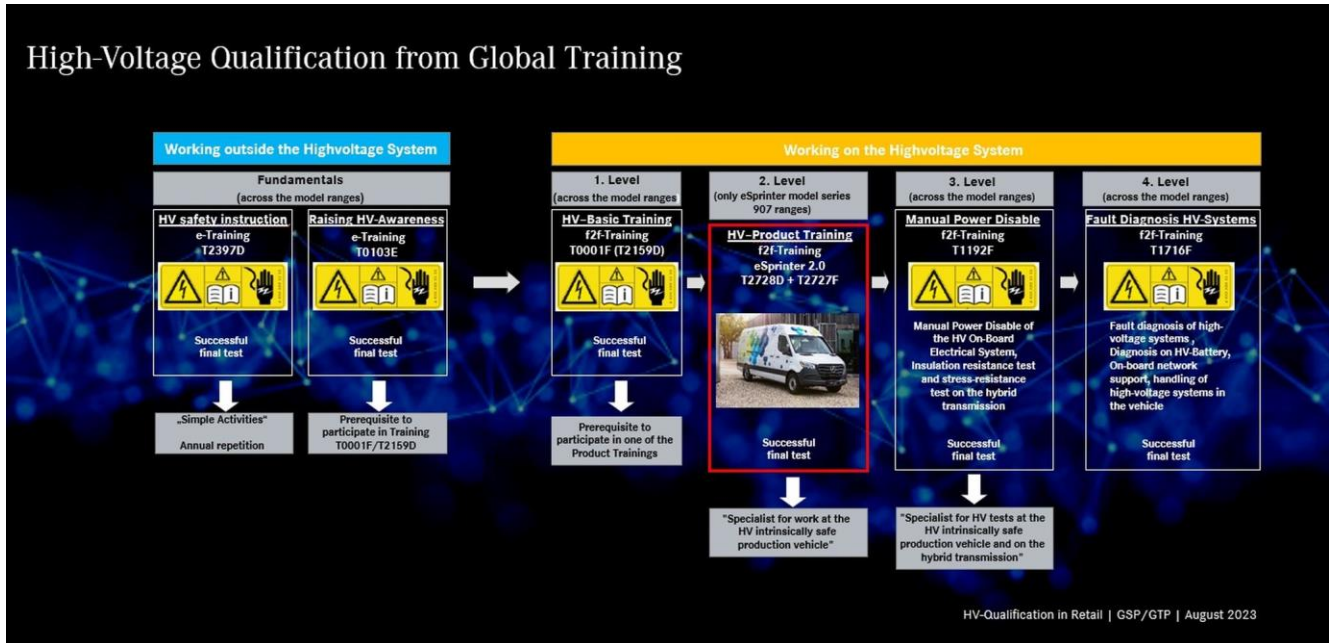 High-Voltage Qualification from Global Training
Working outside the Highvoltage System
Working on the Highvoltage System
Fundamentals
(across the model ranges)
HV safety instruction
e-Training
T2397D
Successful
final test
„Simple Activities“
Annual repetition
Raising HV-Awareness
e-Training
T0103E
Successful
final test
Prerequisite to
participate in Training
T0001F/T2159D
1. Level
(across the model ranges
HV-Basic Training
f2f-Training
T0001F (T2159D)
Successful
final test
Prerequisite to
participate in one of the
Product Trainings
2. Level
(only eSprinter model series
907 ranges)
HV-Product Training
f2f-Training
eSprinter 2.0
T2728D + T2727F
Successful
final test
"Specialist for work at the
HV intrinsically safe
production vehicle"
3. Level
(across the model ranges)
Manual Power Disable
f2f-Training
T1192F
Manual Power Disable of
the HV On-Board
Electrical System,
Insulation resistance test
and stress-resistance
test on the hybrid
transmission
Successful
final test
"Specialist for HV tests at the
HV intrinsically safe
production vehicle and on the
hybrid transmission"
4. Level
(across the model ranges)
Fault Diagnosis HV-Systems
f2f-Training
T1716F
Fault diagnosis of high-
voltage systems ,
Diagnosis on HV-Battery,
On-board network
support, handling of
high-voltage systems in
the vehicle
Successful
final test
HV-Qualification in Retail | GSP/GTP | August 2023